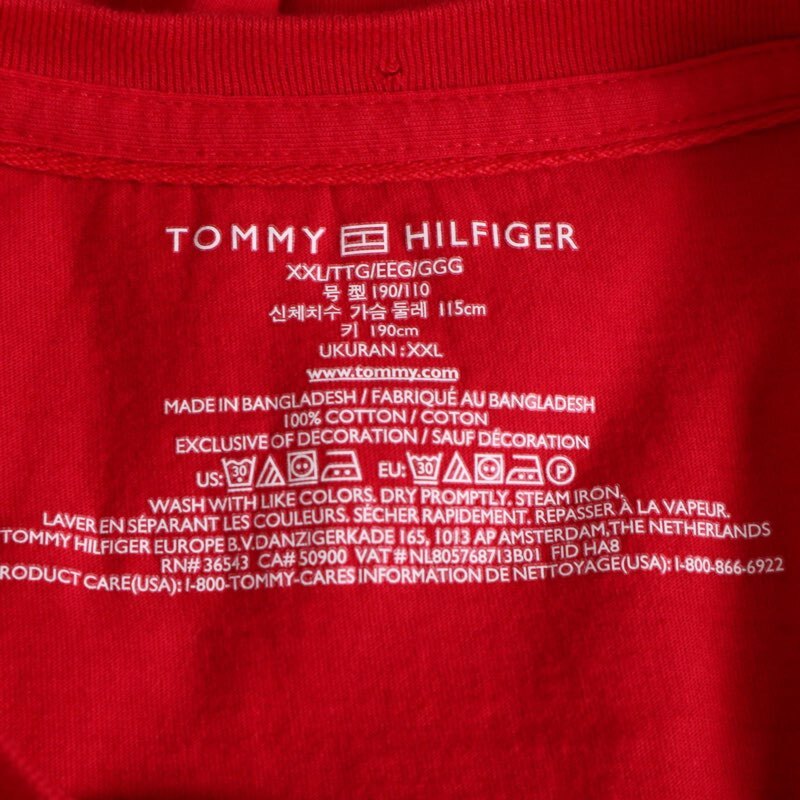 TOMMY HILFIGER
XXL/TTG/EEG/GGG
号型 190/110
신체치수 가슴둘레 115cm
키 190cm
UKURAN : XXL
www.tommy.com
MADE IN BANGLADESH / FABRIQUÉ AU BANGLADESH
100% COTTON / COTON
EXCLUSIVE OF DECORATION / SAUF DÉCORATION
US: 30 EU: 30 P
WASH WITH LIKE COLORS. DRY PROMPTLY. STEAM IRON,
LAVER EN SÉPARANT LES COULEURS. SÉCHER RAPIDEMENT. REPASSER À LA VAPEUR.
TOMMY HILFIGER EUROPE B.V. DANZIGERKADE 165, 1013 AP AMSTERDAM, THE NETHERLANDS
RN# 36543 CA# 50900 VAT# NL805768713B01 FID HA8
RODUCT CARE(USA): 1-800-TOMMY-CARES INFORMATION DE NETTOYAGE(USA): 1-800-866-6922